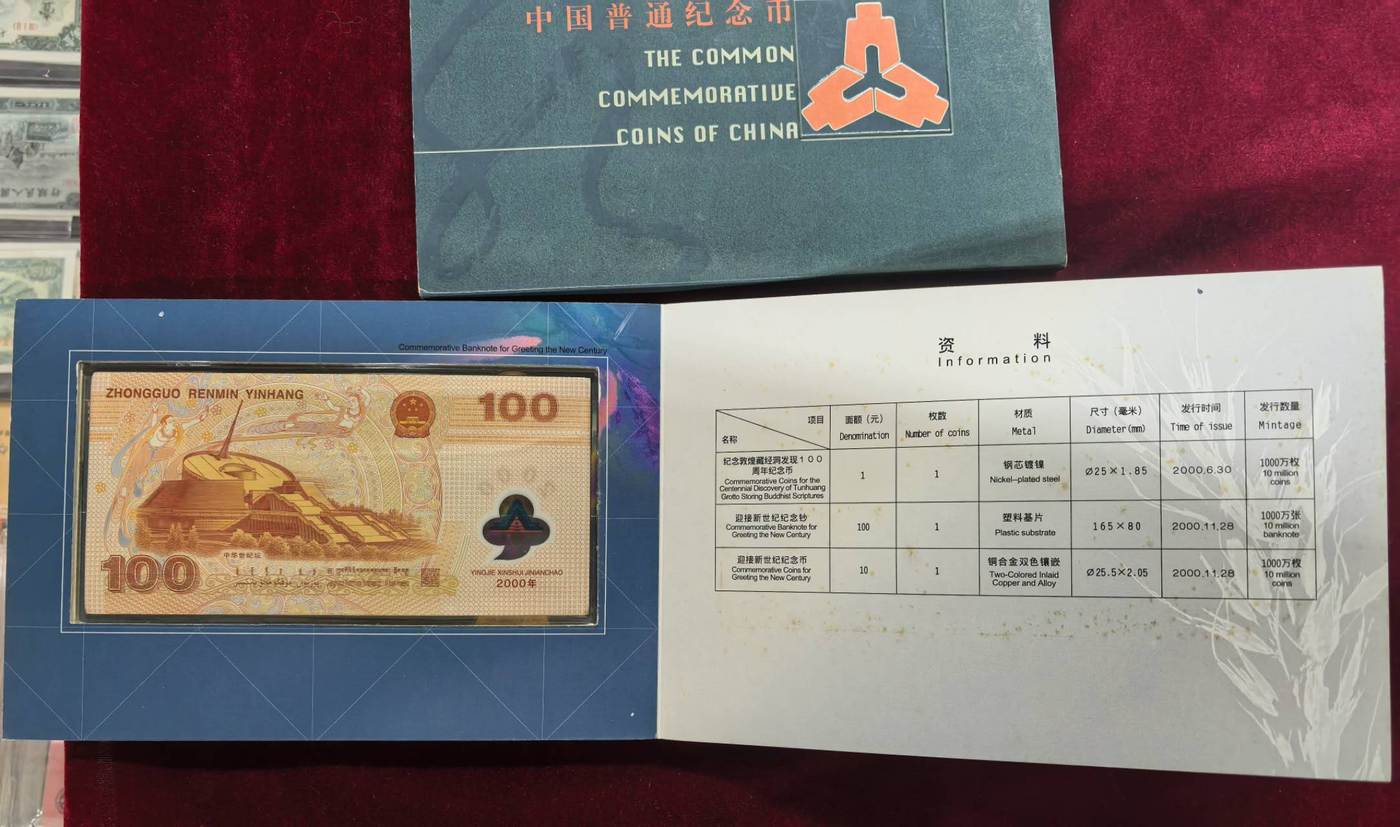 中国普通纪念币
THE COMMON
COMMEMORATIVE
COINS OF CHINA
Commemorative Banknote for Greeting the New Century
ZHONGGUO RENMIN YINHANG
100
中华世纪坛
100
YINGJIE XINSHIJI JINIANCHAO
2000年
资 料
Information
项目
名称
面额（元）
Denomination
枚数
Number of coins
材质
Metal
尺寸（毫米）
Diameter(mm)
发行时间
Time of issue
发行数量
Mintage
纪念敦煌藏经洞发现１００
周年纪念币
Commemorative Coins for the
Centennial Discovery of Tunhuang
Grotto Storing Buddhist Scriptures
1
1
钢芯镀镍
Nickel-plated steel
Ø25×1.85
2000.6.30
1000万枚
10 million
coins
迎接新世纪纪念钞
Commemorative Banknote for
Greeting the New Century
100
1
塑料基片
Plastic substrate
165×80
2000.11.28
1000万张
10 million
banknote
迎接新世纪纪念币
Commemorative Coins for
Greeting the New Century
10
1
铜合金双色镶嵌
Two-Colored Inlaid
Copper and Alloy
Ø25.5×2.05
2000.11.28
1000万枚
10 million
coins